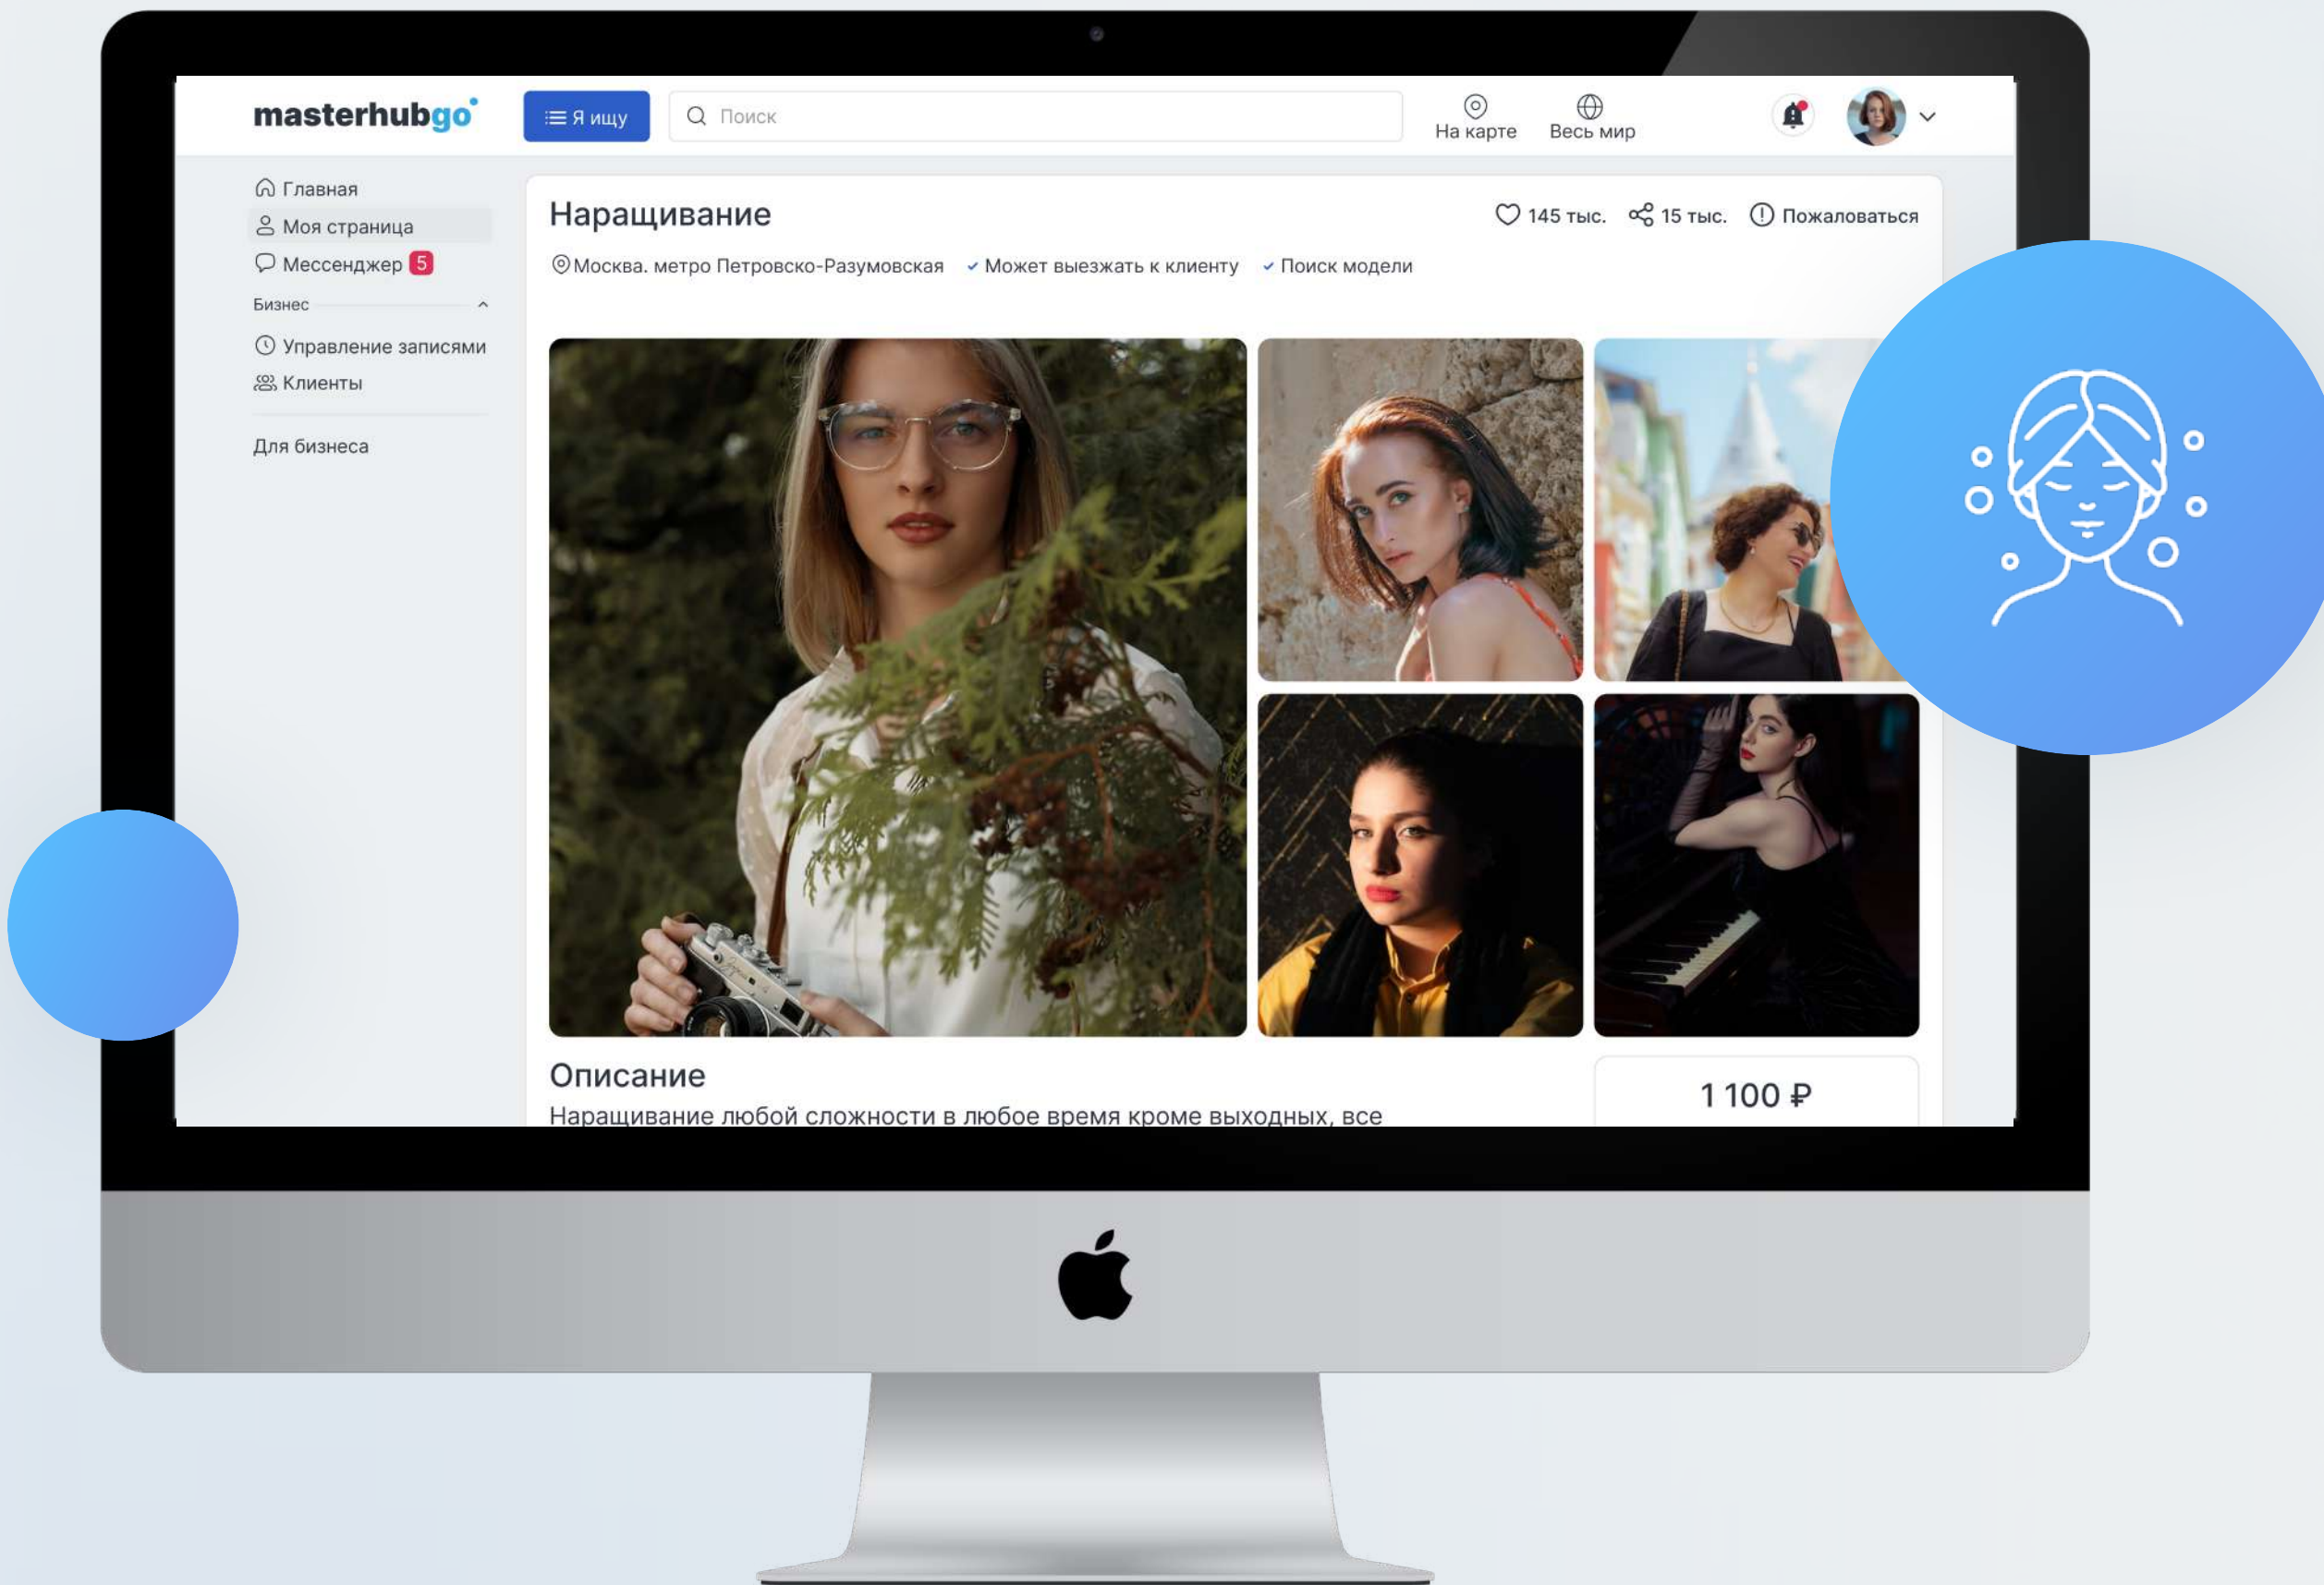 masterhubgo
Я ищу
Поиск
На карте
Весь мир
Главная
Моя страница
Мессенджер 5
Бизнес
Управление записями
Клиенты
Для бизнеса
Наращивание
145 тыс.
15 тыс.
Пожаловаться
Москва. метро Петровско-Разумовская
Может выезжать к клиенту
Поиск модели
Описание
Наращивание любой сложности в любое время кроме выходных, все
1 100 ₽